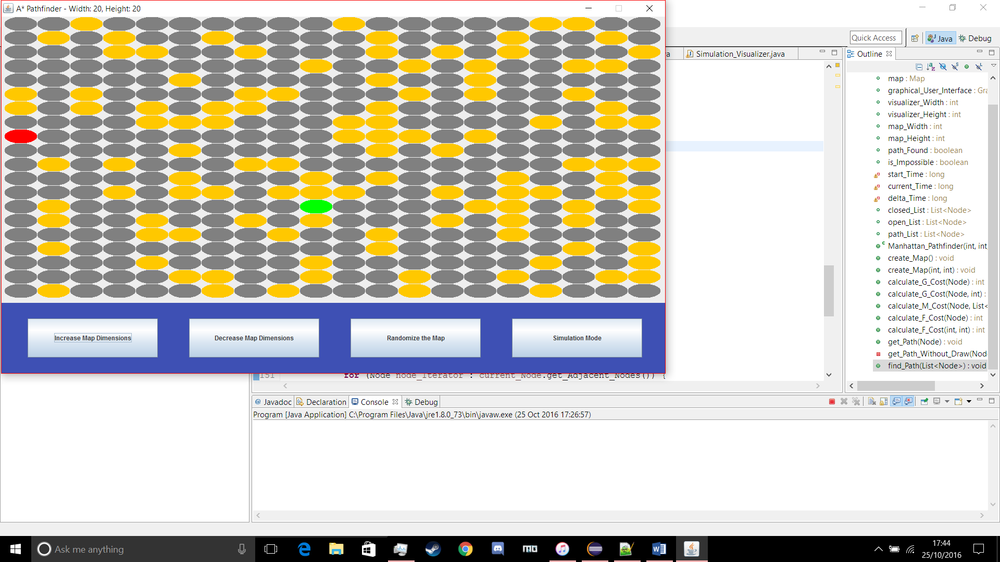 A* Pathfinder - Width: 20, Height: 20
Quick Access
Java
Debug
va
Simulation_Visualizer.java
Outline
map : Map
graphical_User_Interface : Gra
visualizer_Width : int
visualizer_Height : int
map_Width : int
map_Height : int
path_Found : boolean
is_Impossible : boolean
start_Time : long
current_Time : long
delta_Time : long
closed_List : List<Node>
open_List : List<Node>
path_List : List<Node>
Manhattan_Pathfinder(int, int
create_Map() : void
create_Map(int, int) : void
calculate_G_Cost(Node) : int
calculate_G_Cost(Node, int) :
calculate_M_Cost(Node, List<
calculate_F_Cost(Node) : int
calculate_F_Cost(int, int) : int
get_Path(Node) : void
get_Path_Without_Draw(Nod
find_Path(List<Node>) : void
Increase Map Dimensions
Decrease Map Dimensions
Randomize the Map
Simulation Mode
151 for (Node node_Iterator : current_Node.get_Adjacent_Nodes()) {
@ Javadoc
Declaration
Console
Debug
Program [Java Application] C:\Program Files\Java\jre1.8.0_73\bin\javaw.exe (25 Oct 2016 17:26:57)
Ask me anything
17:44
25/10/2016